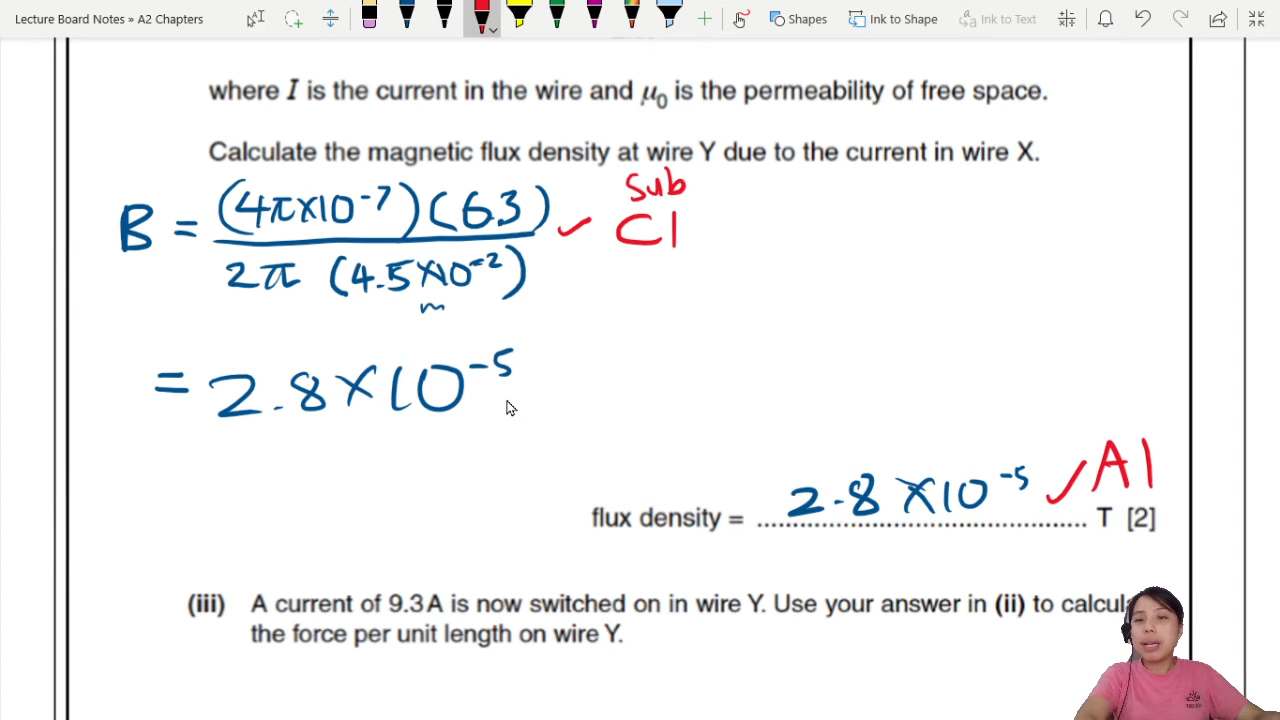 Lecture Board Notes » A2 Chapters
Shapes
Ink to Shape
Ink to Text
where I is the current in the wire and μ0 is the permeability of free space.
Calculate the magnetic flux density at wire Y due to the current in wire X.
B = (4π×10⁻⁷)(6.3) / 2π (4.5×10⁻²) ✓ Sub C1
m
= 2.8×10⁻⁵
flux density = 2.8×10⁻⁵ T [2] ✓ A1
(iii) A current of 9.3 A is now switched on in wire Y. Use your answer in (ii) to calcul
the force per unit length on wire Y.